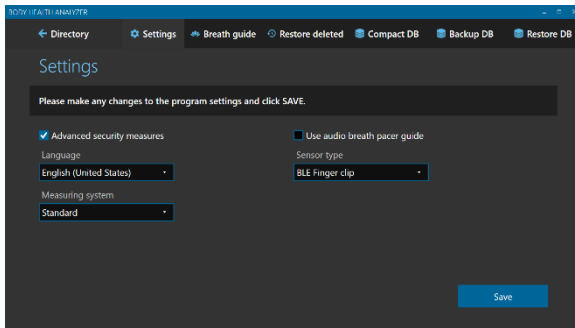 BODY HEALTH ANALYZER
Directory Settings Breath guide Restore deleted Compact DB Backup DB Restore DB
Settings
Please make any changes to the program settings and click SAVE.
Advanced security measures Use audio breath pacer guide
Language Sensor type
English (United States) BLE Finger clip
Measuring system
Standard
Save